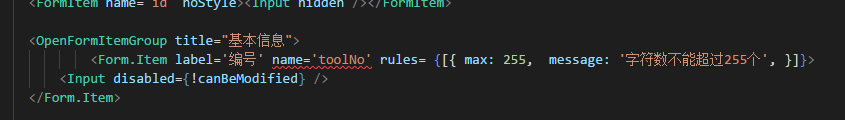 <FormItem name="id" noStyle><Input hidden /></FormItem>
<OpenFormItemGroup title="基本信息">
<Form.Item label='编号' name='toolNo' rules= {[{ max: 255,  message: '字符数不能超过255个', }]}>
<Input disabled={!canBeModified} />
</Form.Item>